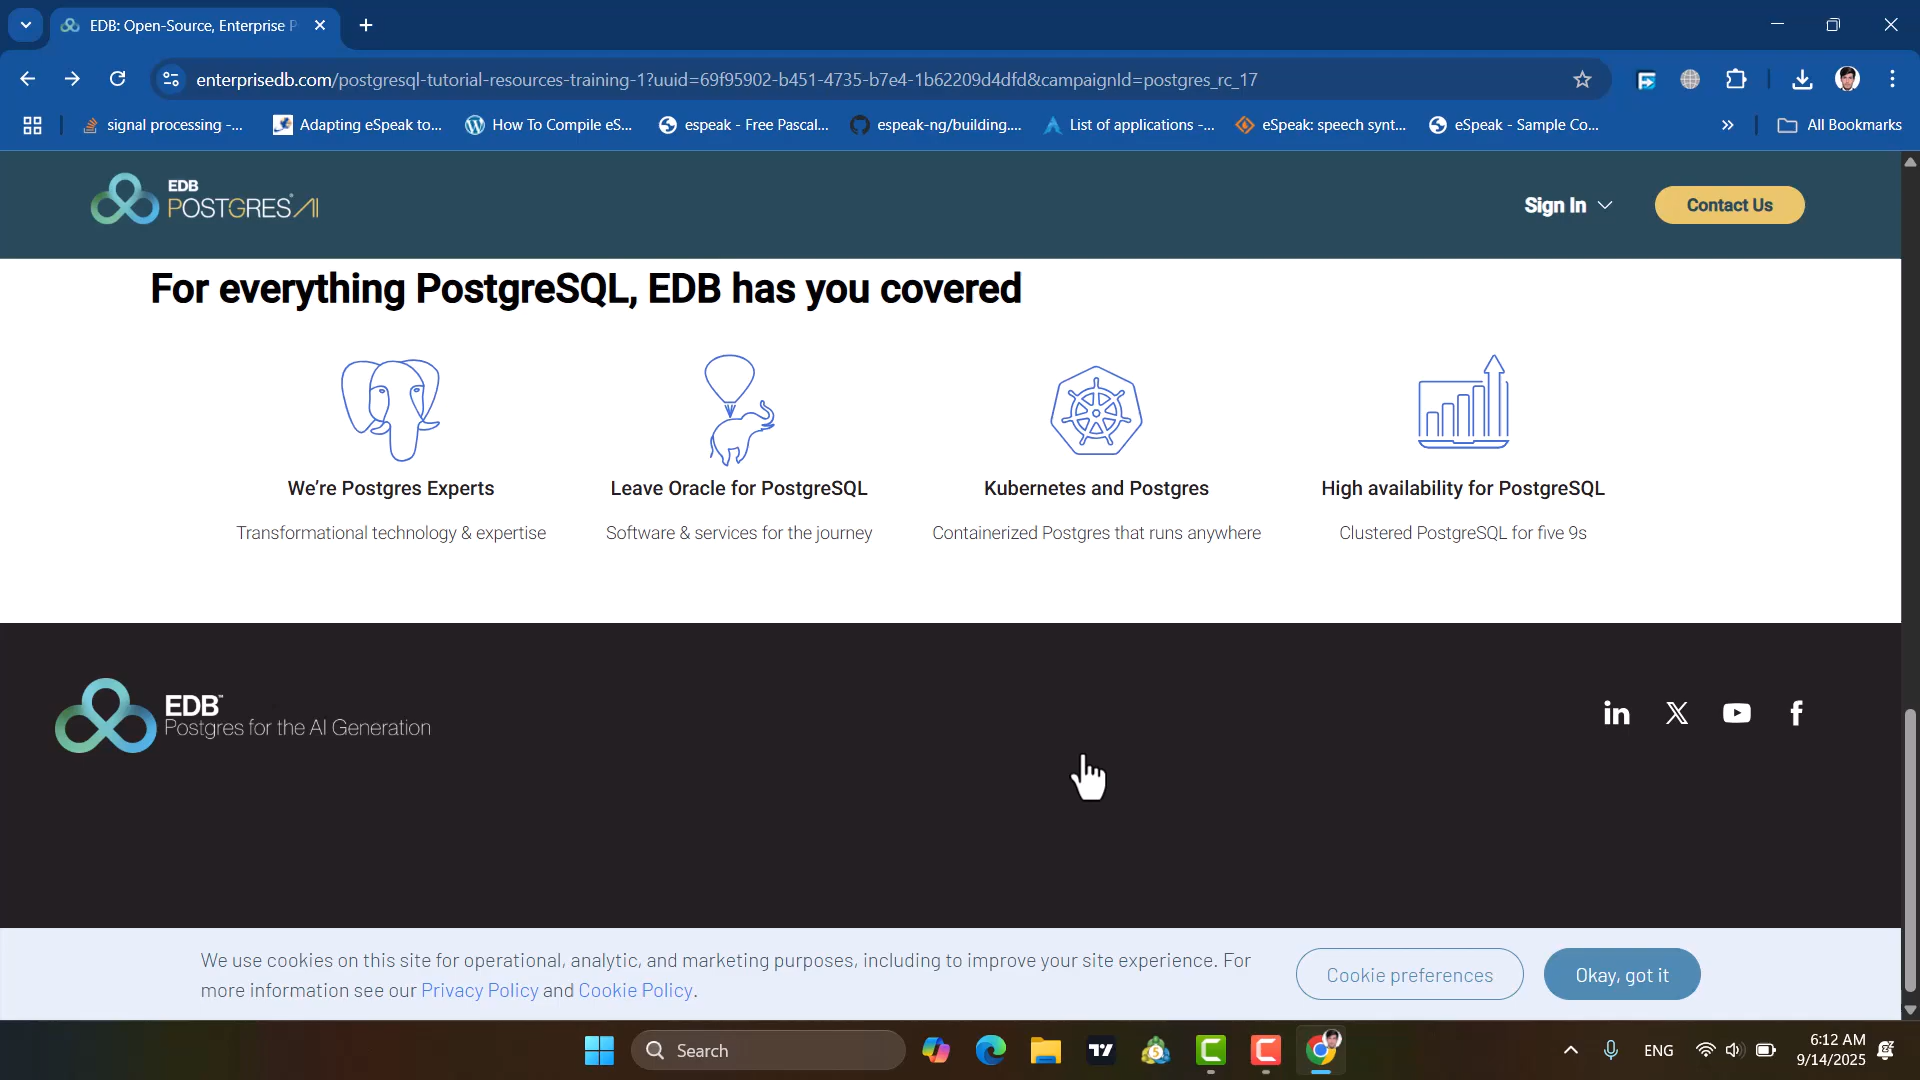 EDB: Open-Source, Enterprise P
enterprisedb.com/postgresql-tutorial-resources-training-1?uuid=69f95902-b451-4735-b7e4-1b62209d4dfd&campaignId=postgres_rc_17
signal processing -...
Adapting eSpeak to...
How To Compile eS...
espeak - Free Pascal...
espeak-ng/building....
List of applications -...
eSpeak: speech synt...
eSpeak - Sample Co...
All Bookmarks
EDB
POSTGRES® AI
Sign In
Contact Us
For everything PostgreSQL, EDB has you covered
We're Postgres Experts
Leave Oracle for PostgreSQL
Kubernetes and Postgres
High availability for PostgreSQL
Transformational technology & expertise
Software & services for the journey
Containerized Postgres that runs anywhere
Clustered PostgreSQL for five 9s
EDB™
Postgres for the AI Generation
We use cookies on this site for operational, analytic, and marketing purposes, including to improve your site experience. For
more information see our Privacy Policy and Cookie Policy.
Cookie preferences
Okay, got it
Search
ENG
6:12 AM
9/14/2025